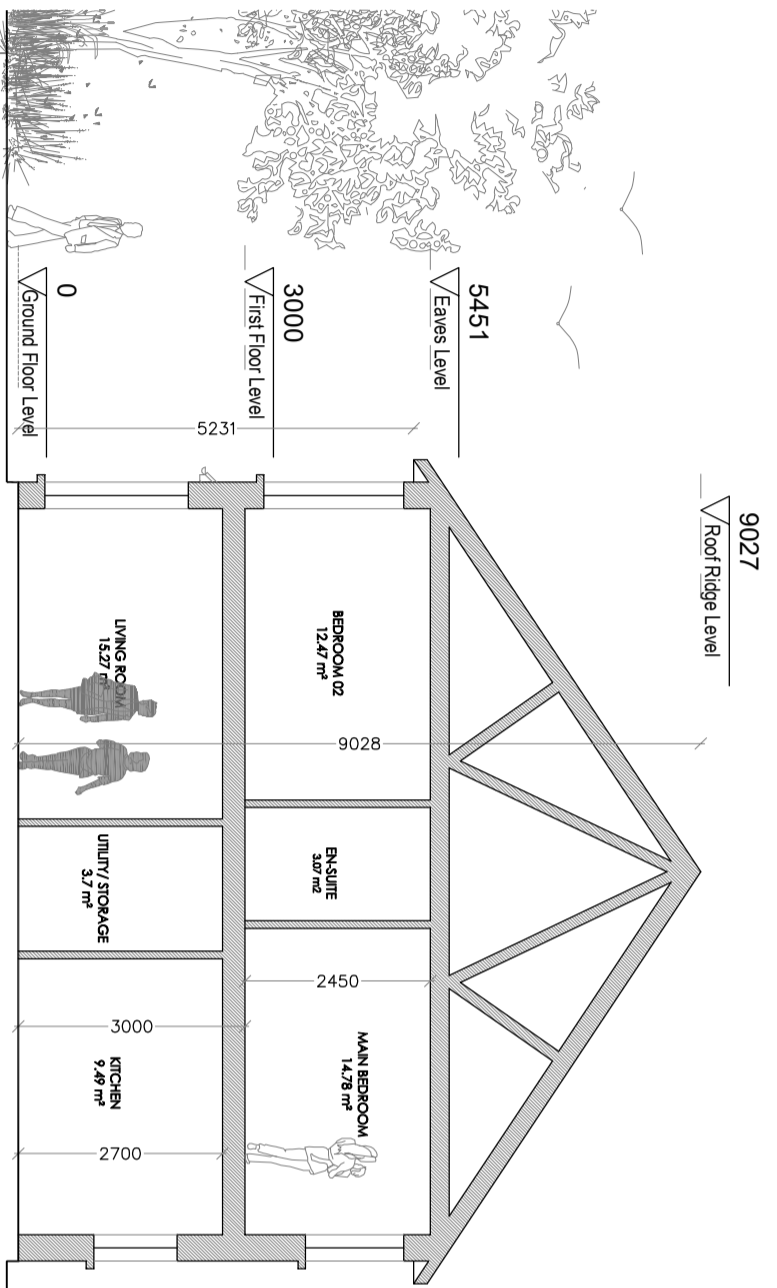 9027
Roof Ridge Level
5451
Eaves Level
3000
First Floor Level
0
Ground Floor Level
5231
9028
BEDROOM 02
12.47 m²
EN-SUITE
3.07 m2
MAIN BEDROOM
14.78 m²
2450
LIVING ROOM
15.27 m²
UTILITY/ STORAGE
3.7 m²
KITCHEN
9.49 m²
3000
2700